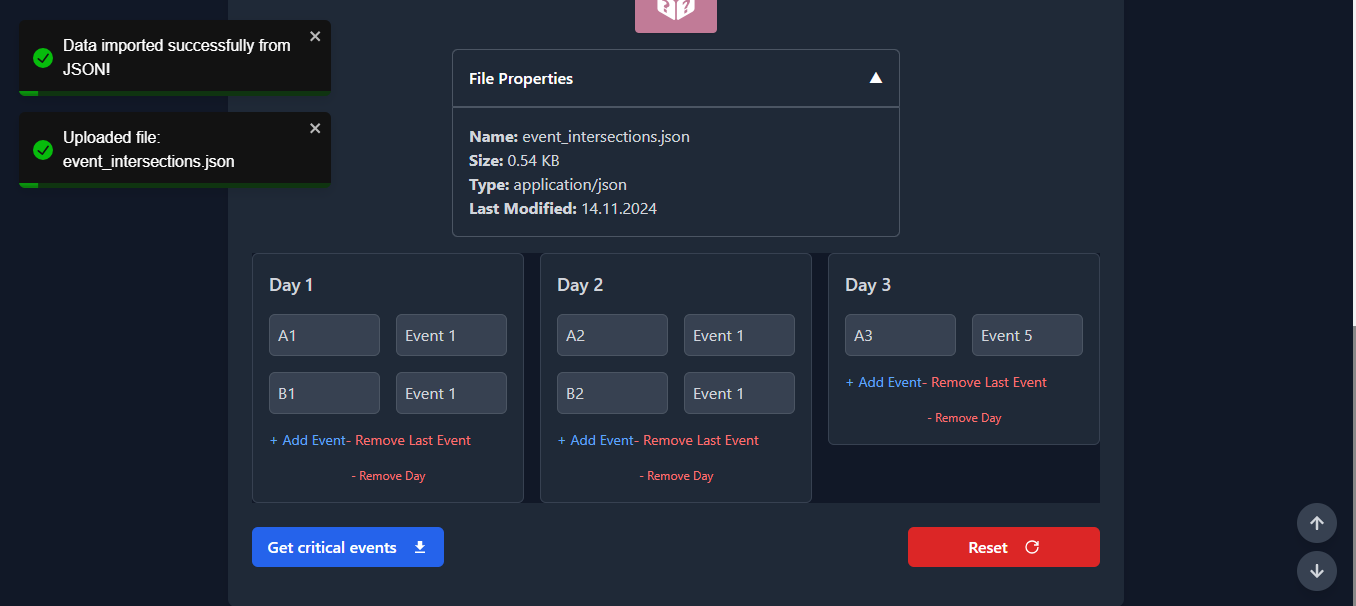 Data imported successfully from
JSON!
Uploaded file:
event_intersections.json
File Properties
Name: event_intersections.json
Size: 0.54 KB
Type: application/json
Last Modified: 14.11.2024
Day 1
A1 Event 1
B1 Event 1
+ Add Event- Remove Last Event
- Remove Day
Day 2
A2 Event 1
B2 Event 1
+ Add Event- Remove Last Event
- Remove Day
Day 3
A3 Event 5
+ Add Event- Remove Last Event
- Remove Day
Get critical events
Reset